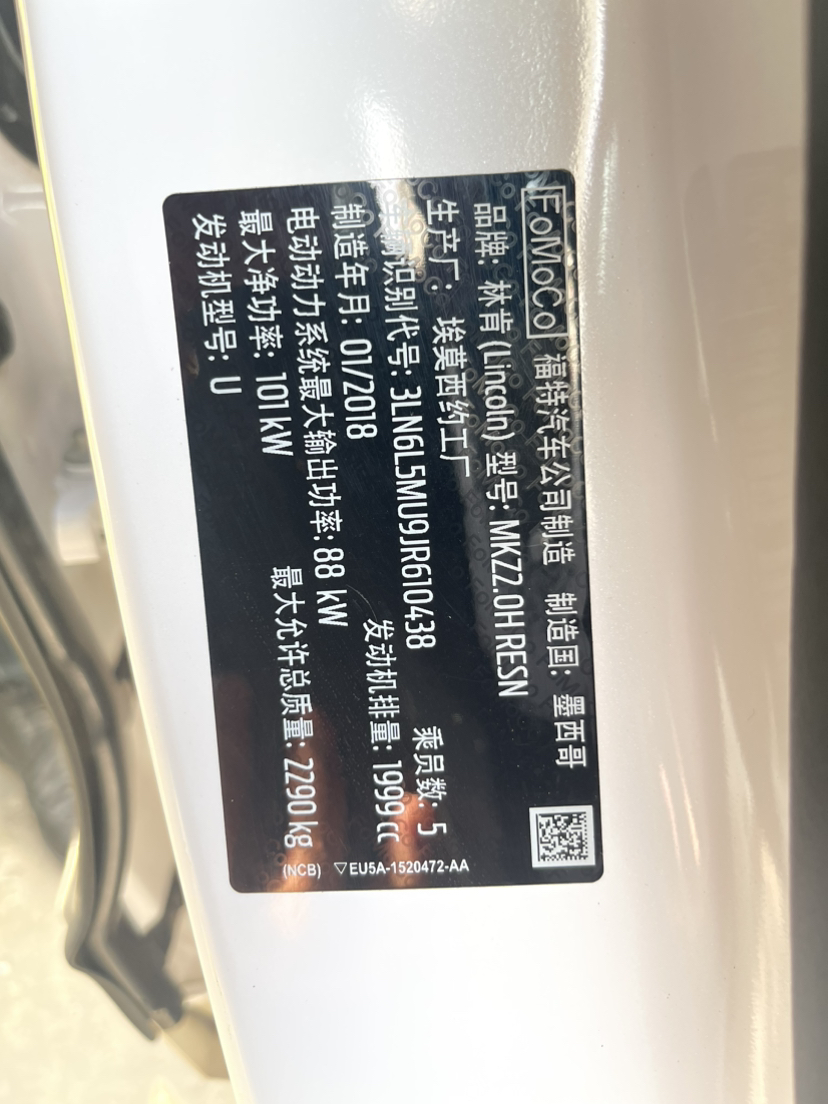 FoMoCo 福特汽车公司制造 制造国: 墨西哥
品牌: 林肯(Lincoln) 型号: MKZ2.0H RESN
生产厂: 埃莫西约工厂 乘员数: 5
车辆识别代号: 3LN6L5MU9JR610438
制造年月: 01/2018 发动机排量: 1999 cc
电动动力系统最大输出功率: 88 kW
最大净功率: 101 kW 最大允许总质量: 2290 kg
发动机型号: U
(NCB) ▽EU5A-1520472-AA